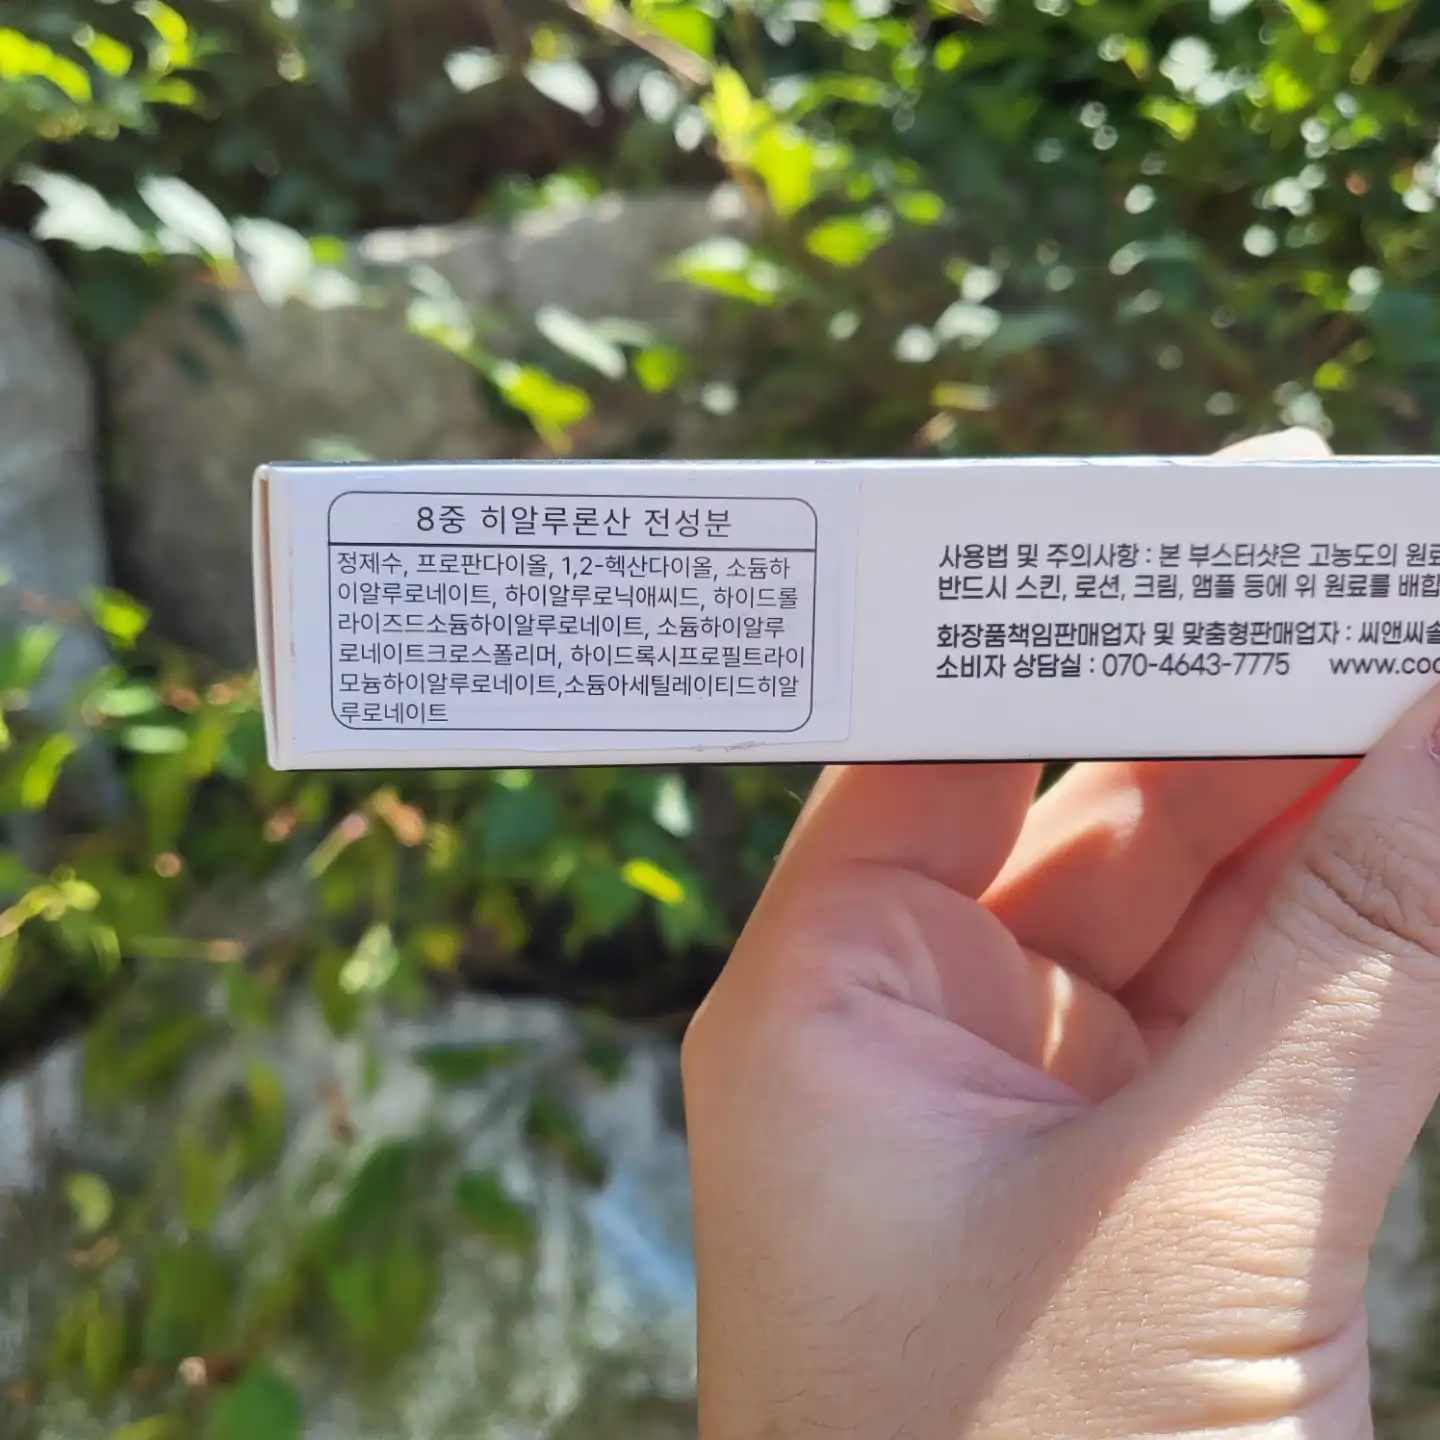 8중 히알루론산 전성분
정제수, 프로판다이올, 1,2-헥산다이올, 소듐하
이알루로네이트, 하이알루로닉애씨드, 하이드롤
라이즈드소듐하이알루로네이트, 소듐하이알루
로네이트크로스폴리머, 하이드록시프로필트라이
모늄하이알루로네이트,소듐아세틸레이티드히알
루로네이트
사용법 및 주의사항 : 본 부스터샷은 고농도의 원료
반드시 스킨, 로션, 크림, 앰플 등에 위 원료를 배합
화장품책임판매업자 및 맞춤형판매업자 : 씨앤씨솔
소비자 상담실 : 070-4643-7775 www.coo